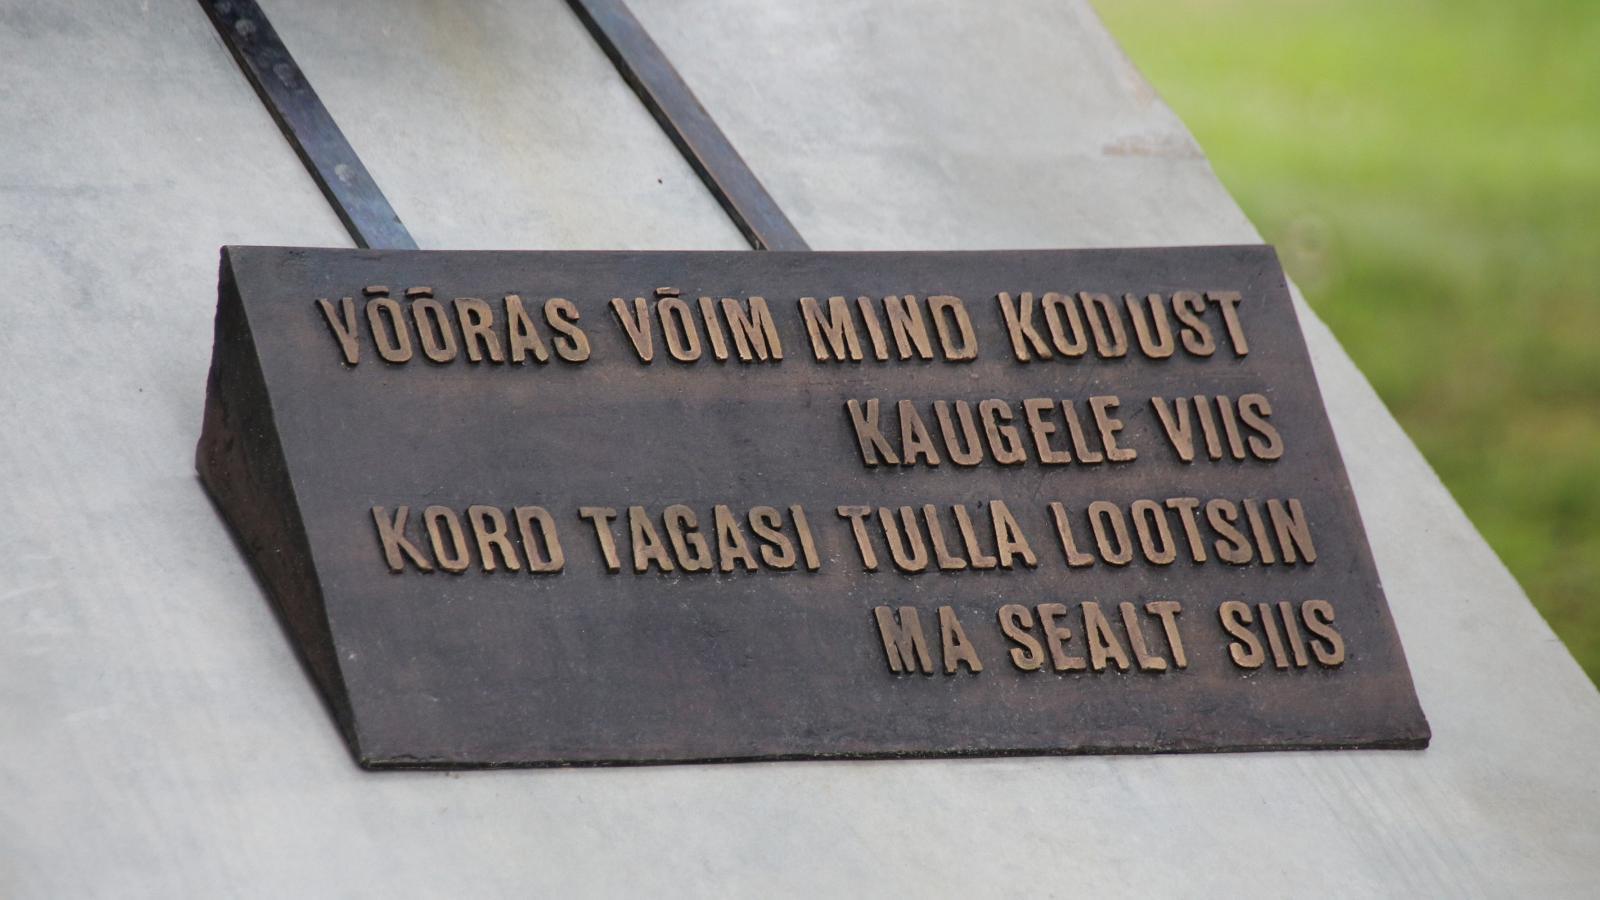 VÕÕRAS VÕIM MIND KODUST
KAUGELE VIIS
KORD TAGASI TULLA LOOTSIN
MA SEALT SIIS